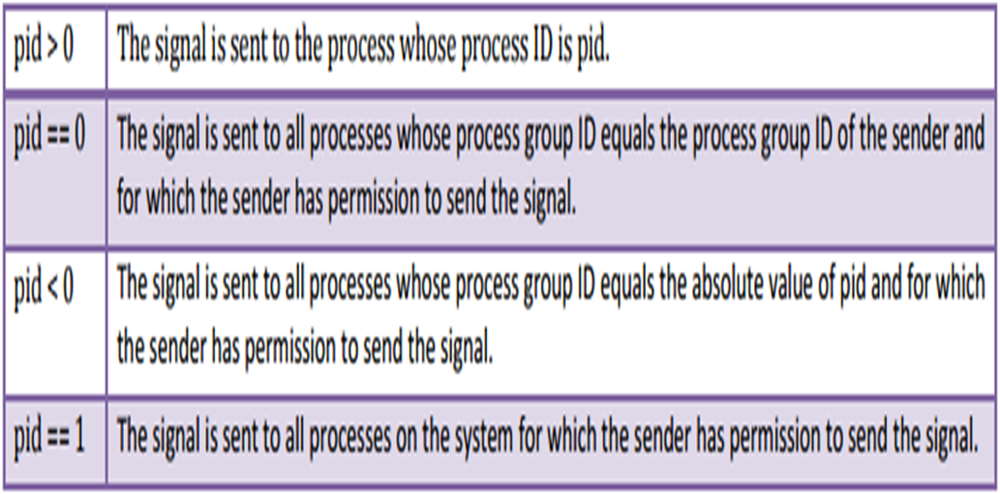 pid > 0 The signal is sent to the process whose process ID is pid.
pid == 0 The signal is sent to all processes whose process group ID equals the process group ID of the sender and
for which the sender has permission to send the signal.
pid < 0 The signal is sent to all processes whose process group ID equals the absolute value of pid and for which
the sender has permission to send the signal.
pid == 1 The signal is sent to all processes on the system for which the sender has permission to send the signal.